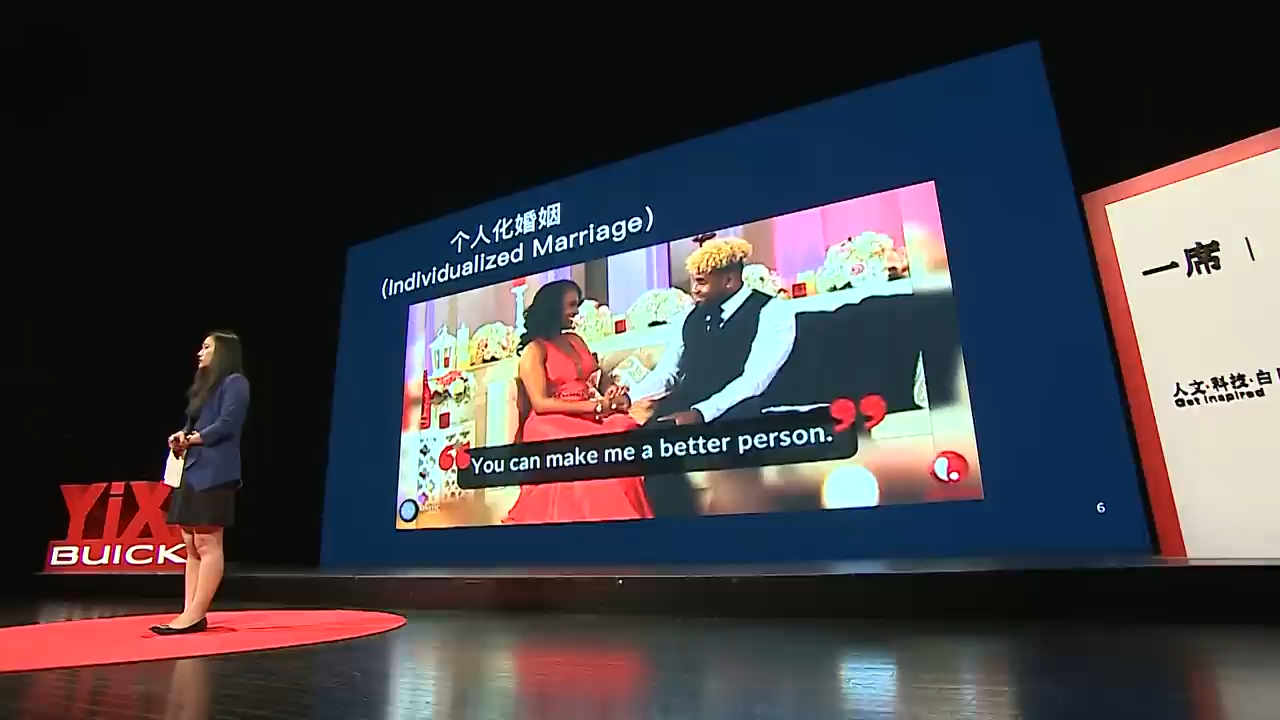 个人化婚姻
(Individualized Marriage)
“You can make me a better person.”
6
YiX
BUICK
一席 |
人文·科技·白
Get Inspired